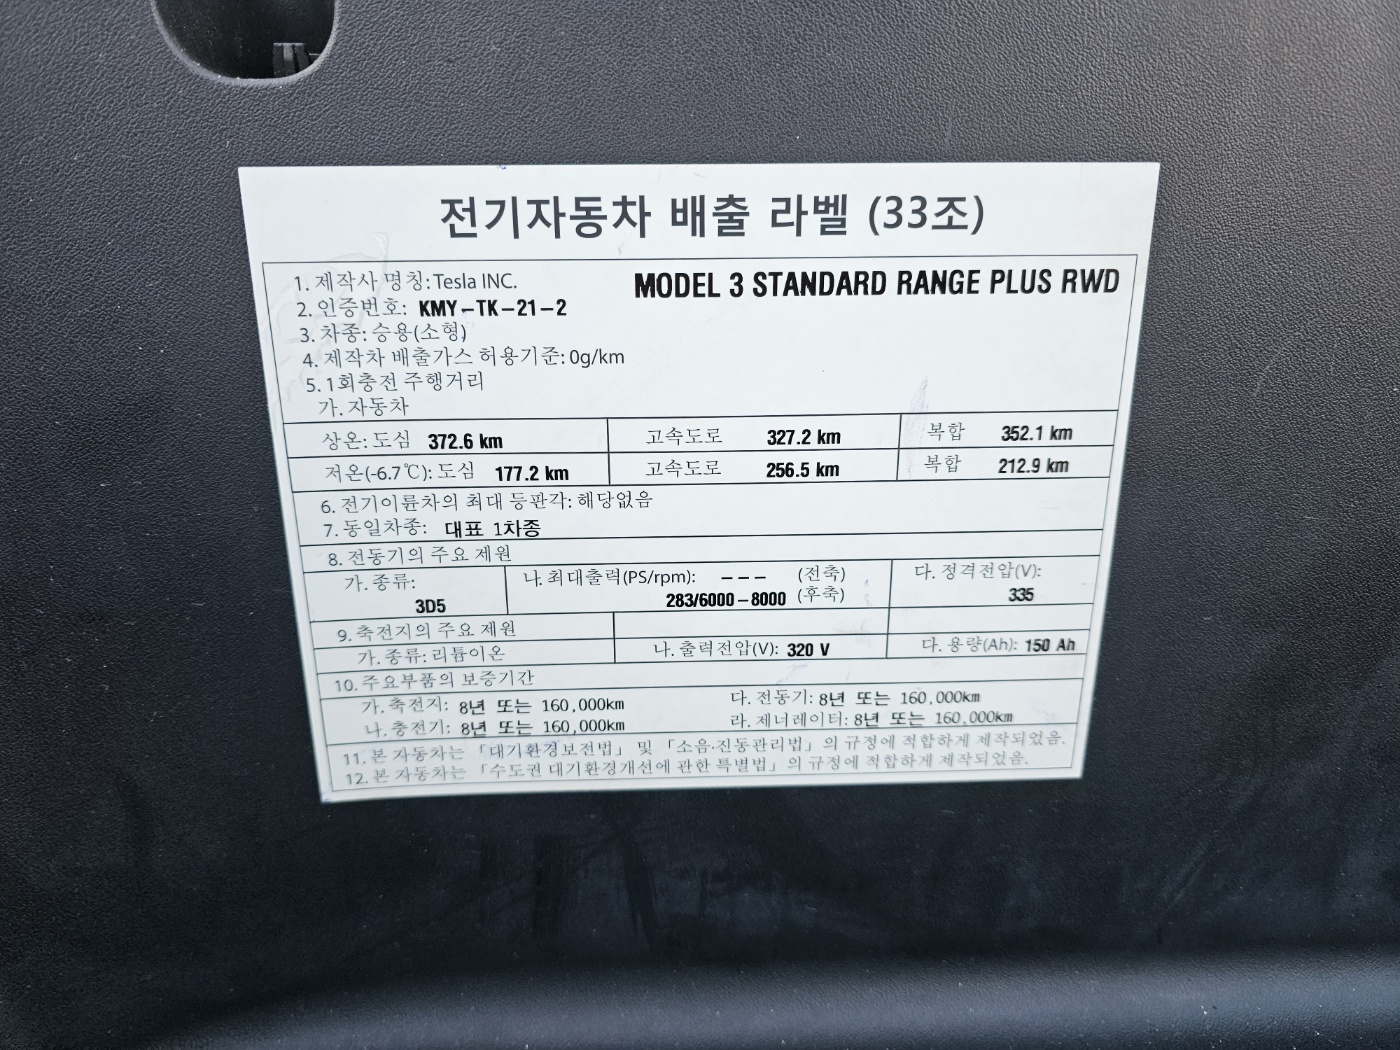 전기자동차 배출 라벨 (33조)
1. 제작사 명칭: Tesla INC. MODEL 3 STANDARD RANGE PLUS RWD
2. 인증번호: KMY-TK-21-2
3. 차종: 승용(소형)
4. 제작차 배출가스 허용기준: 0g/km
5. 1회충전 주행거리
가. 자동차
상온: 도심 372.6 km 고속도로 327.2 km 복합 352.1 km
저온(-6.7℃): 도심 177.2 km 고속도로 256.5 km 복합 212.9 km
6. 전기이륜차의 최대 등판각: 해당없음
7. 동일차종: 대표 1차종
8. 전동기의 주요 제원
가. 종류: 나. 최대출력(PS/rpm): --- (전축) 다. 정격전압(V):
3D5 283/6000-8000 (후축) 335
9. 축전지의 주요 제원
가. 종류: 리튬이온 나. 출력전압(V): 320 V 다. 용량(Ah): 150 Ah
10. 주요부품의 보증기간
가. 축전지: 8년 또는 160,000km 다. 전동기: 8년 또는 160,000km
나. 충전기: 8년 또는 160,000km 라. 제너레이터: 8년 또는 160,000km
11. 본 자동차는 「대기환경보전법」 및 「소음·진동관리법」의 규정에 적합하게 제작되었음.
12. 본 자동차는 「수도권 대기환경개선에 관한 특별법」의 규정에 적합하게 제작되었음.